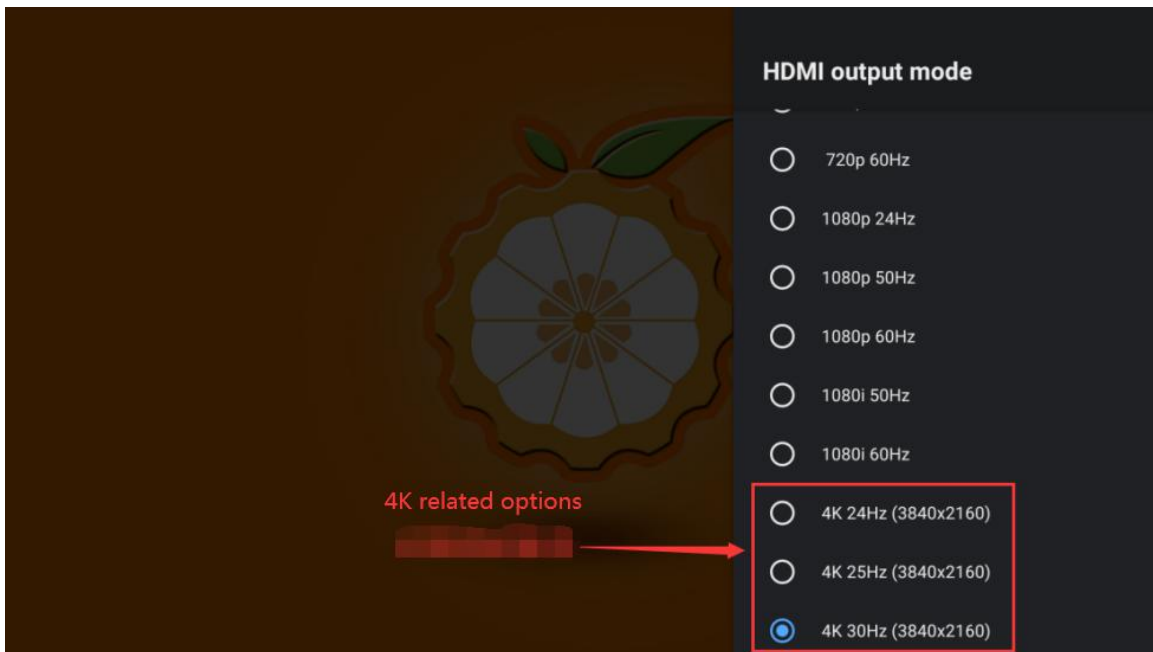 HDMI output mode
720p 60Hz
1080p 24Hz
1080p 50Hz
1080p 60Hz
1080i 50Hz
1080i 60Hz
4K related options
4K 24Hz (3840x2160)
4K 25Hz (3840x2160)
4K 30Hz (3840x2160)